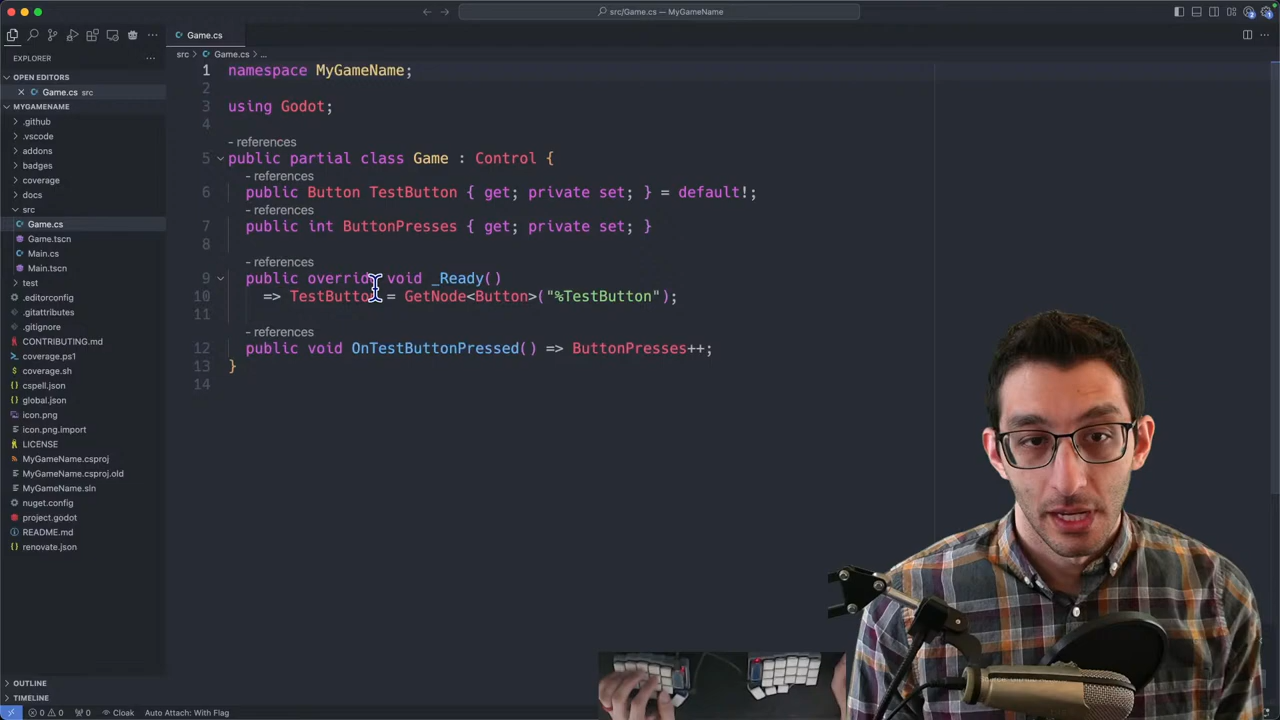 src/Game.cs — MyGameName
EXPLORER
OPEN EDITORS
Game.cs src
MYGAMENAME
.github
.vscode
addons
badges
coverage
docs
src
Game.cs
Game.tscn
Main.cs
Main.tscn
test
.editorconfig
.gitattributes
.gitignore
CONTRIBUTING.md
coverage.ps1
coverage.sh
cspell.json
global.json
icon.png
icon.png.import
LICENSE
MyGameName.csproj
MyGameName.csproj.old
MyGameName.sln
nuget.config
project.godot
README.md
renovate.json
OUTLINE
TIMELINE
Game.cs
src > Game.cs > ...
1 namespace MyGameName;
2
3 using Godot;
4
- references
5 public partial class Game : Control {
- references
6 public Button TestButton { get; private set; } = default!;
- references
7 public int ButtonPresses { get; private set; }
8
- references
9 public override void _Ready()
10 => TestButton = GetNode<Button>("%TestButton");
11
- references
12 public void OnTestButtonPressed() => ButtonPresses++;
13 }
14
0 0 0 Cloak Auto Attach: With Flag